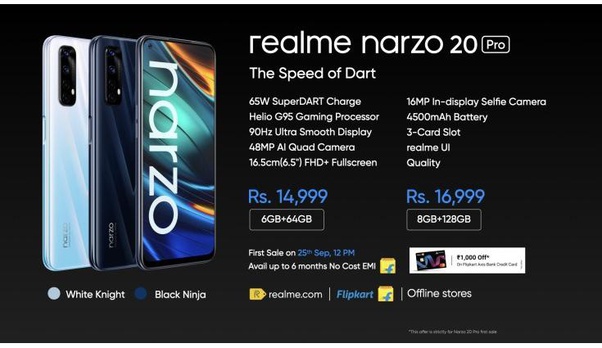 realme narzo 20 Pro
The Speed of Dart
65W SuperDART Charge
Helio G95 Gaming Processor
90Hz Ultra Smooth Display
48MP AI Quad Camera
16.5cm(6.5") FHD+ Fullscreen
16MP In-display Selfie Camera
4500mAh Battery
3-Card Slot
realme UI
Quality
Rs. 14,999
6GB+64GB
Rs. 16,999
8GB+128GB
First Sale on 25th Sep, 12 PM
Avail up to 6 months No Cost EMI
₹1,000 Off*
On Flipkart Axis Bank Credit Card
realme.com
Flipkart
Offline stores
White Knight
Black Ninja
narzo
narzo
narzo
*This offer is strictly for Narzo 20 Pro first sale